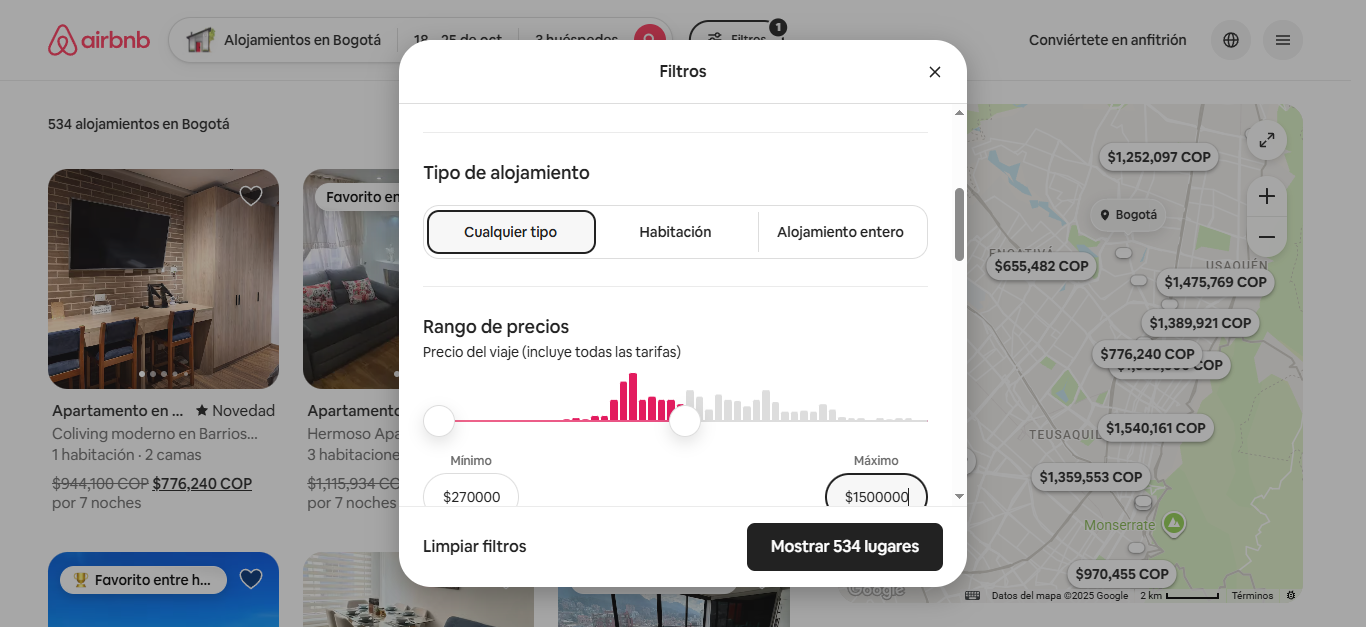 airbnb
Alojamientos en Bogotá
18 – 25 de oct
3 huéspedes
Filtros
1
Conviértete en anfitrión
534 alojamientos en Bogotá
Filtros
Tipo de alojamiento
Cualquier tipo
Habitación
Alojamiento entero
Rango de precios
Precio del viaje (incluye todas las tarifas)
Mínimo
Máximo
$270000
$1500000
Limpiar filtros
Mostrar 534 lugares
Apartamento en ...
Novedad
Coliving moderno en Barrios...
1 habitación · 2 camas
$944,100 COP $776,240 COP
por 7 noches
Favorito en
Apartame
Hermoso Apa
3 habitacione
$1,115,934 CO
por 7 noches
Favorito entre h...
$1,252,097 COP
Bogotá
$655,482 COP
USAQUÉN
$1,475,769 COP
$1,389,921 COP
$776,240 COP
COP
$1,540,161 COP
TEUSAQUIL
$1,359,553 COP
Monserrate
$970,455 COP
Google
Datos del mapa ©2025 Google
2 km
Términos